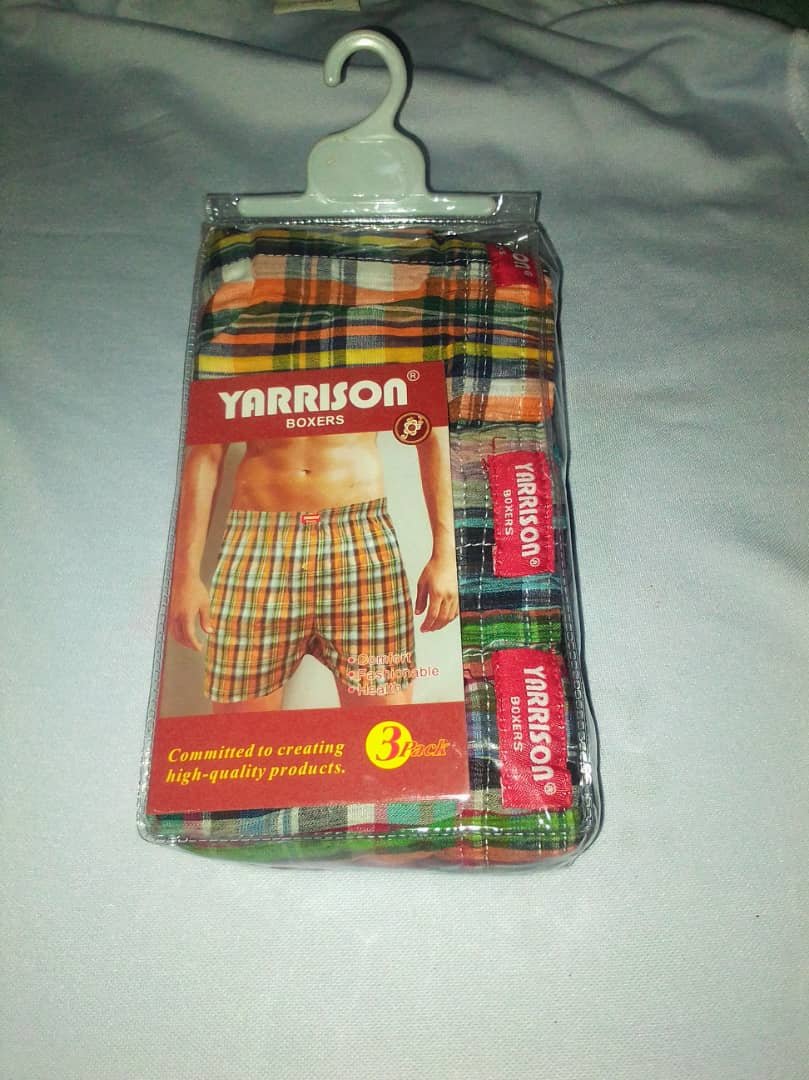 YARRISON®
BOXERS
• Comfort
• Fashionable
• Health
Committed to creating
high-quality products.
3Pack
YARRISON®
BOXERS
YARRISON®
BOXERS